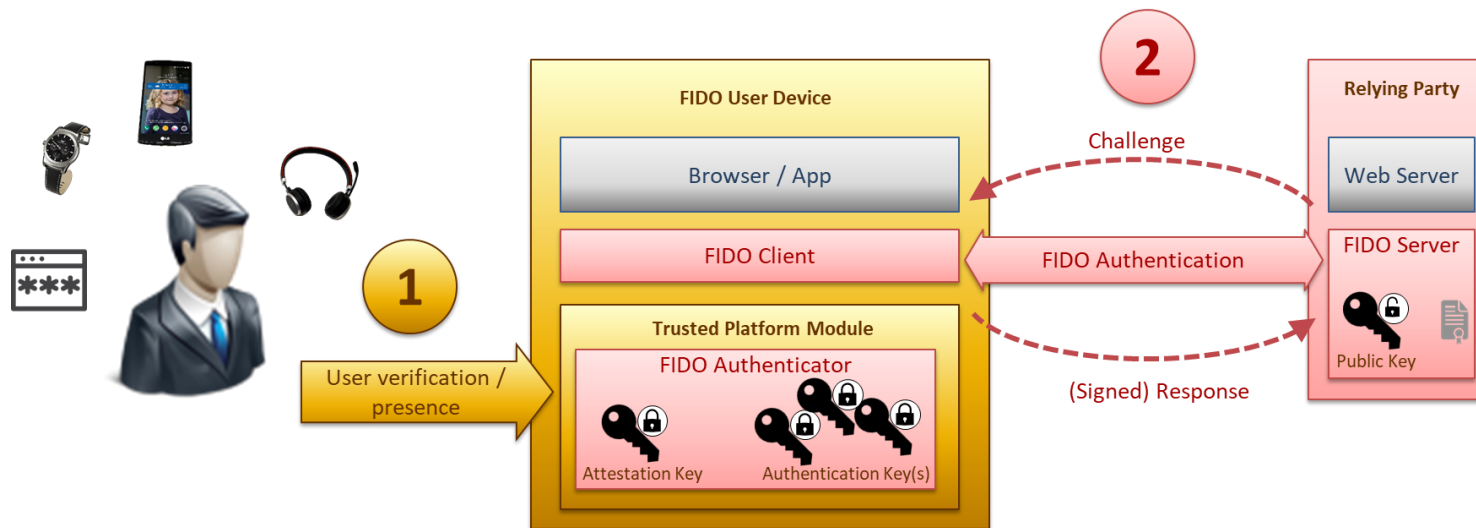 ***
1
User verification /
presence
FIDO User Device
Browser / App
FIDO Client
Trusted Platform Module
FIDO Authenticator
Attestation Key
Authentication Key(s)
2
Challenge
FIDO Authentication
(Signed) Response
Relying Party
Web Server
FIDO Server
Public Key